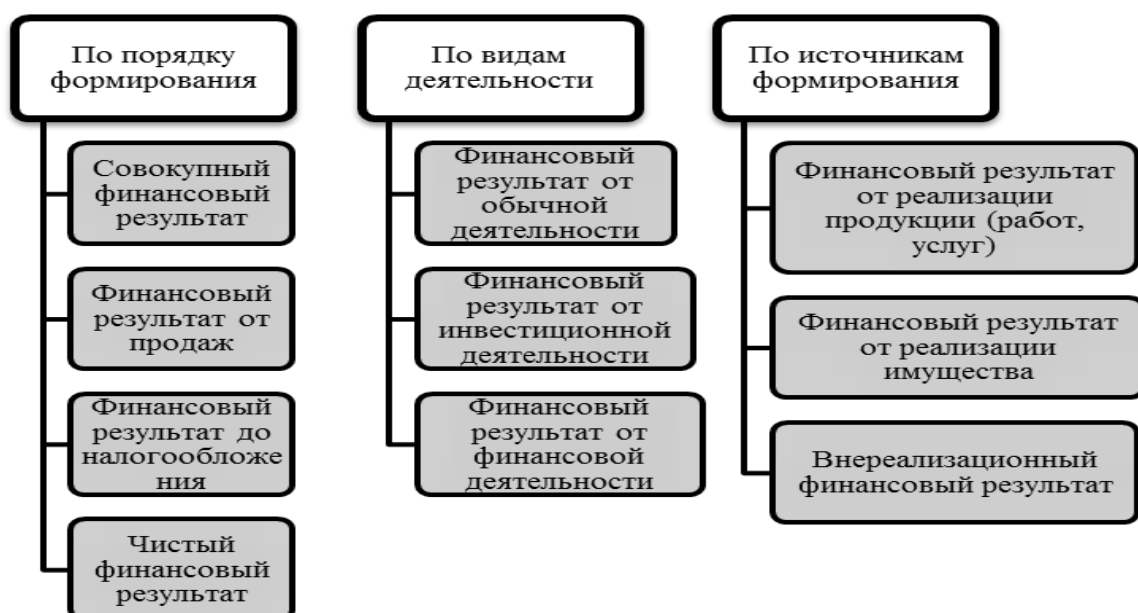 По порядку
формирования
Совокупный
финансовый
результат
Финансовый
результат от
продаж
Финансовый
результат до
налогообложе
ния
Чистый
финансовый
результат
По видам
деятельности
Финансовый
результат от
обычной
деятельности
Финансовый
результат от
инвестиционной
деятельности
Финансовый
результат от
финансовой
деятельности
По источникам
формирования
Финансовый результат
от реализации
продукции (работ,
услуг)
Финансовый результат
от реализации
имущества
Внереализационный
финансовый результат